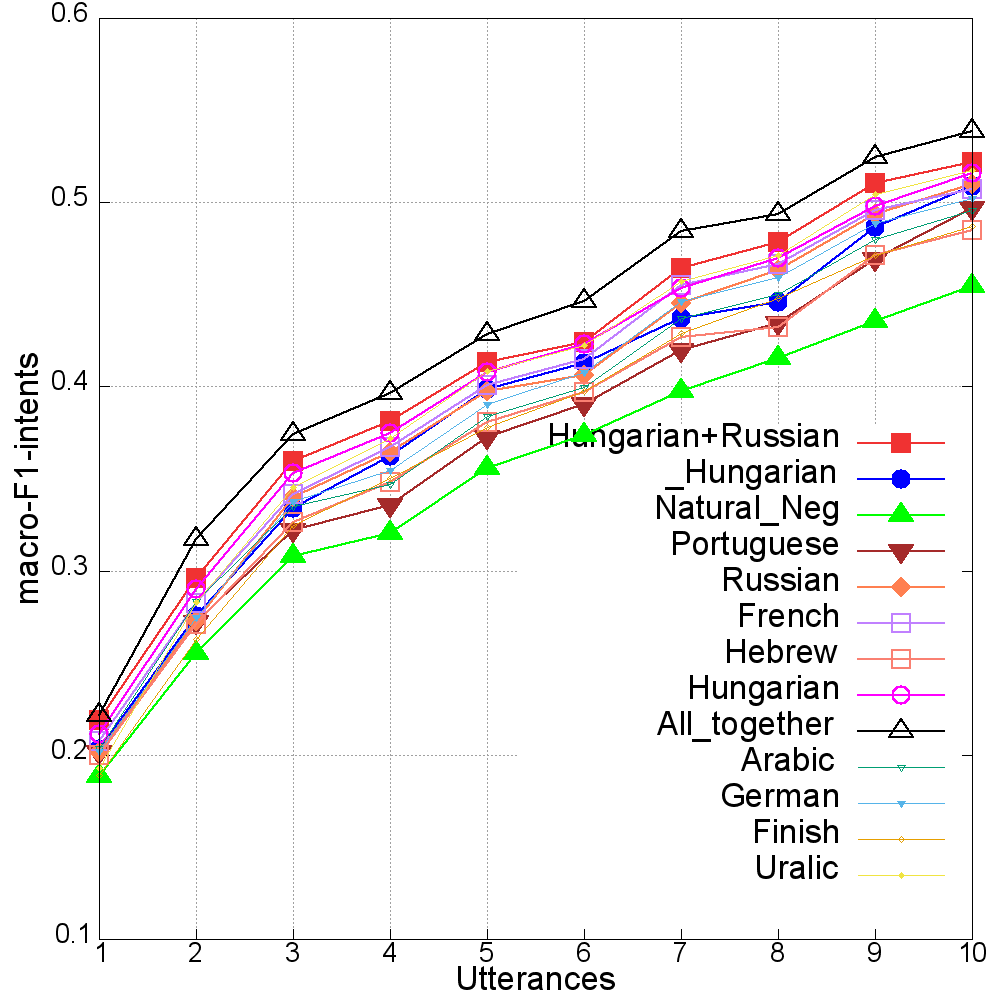 0.6
0.5
0.4
0.3
0.2
0.1
macro-F1-intents
Hungarian+Russian
_Hungarian
Natural_Neg
Portuguese
Russian
French
Hebrew
Hungarian
All_together
Arabic
German
Finish
Uralic
1 2 3 4 5 6 7 8 9 10
Utterances